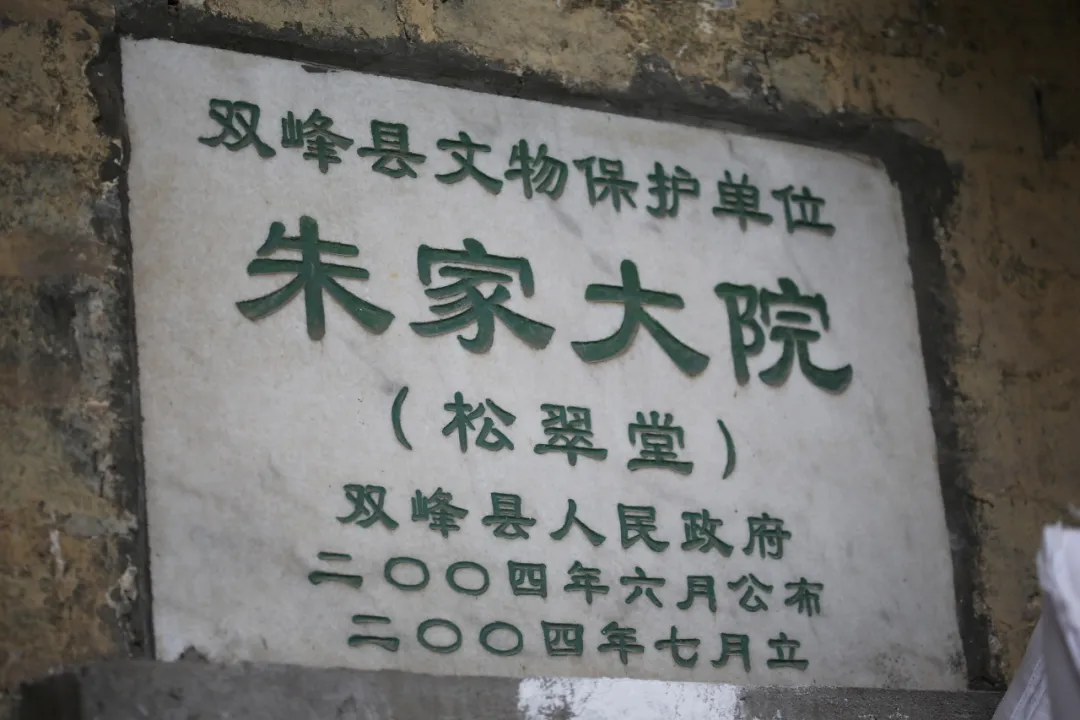 双峰县文物保护单位
朱家大院
（松翠堂）
双峰县人民政府
二〇〇四年六月公布
二〇〇四年七月立